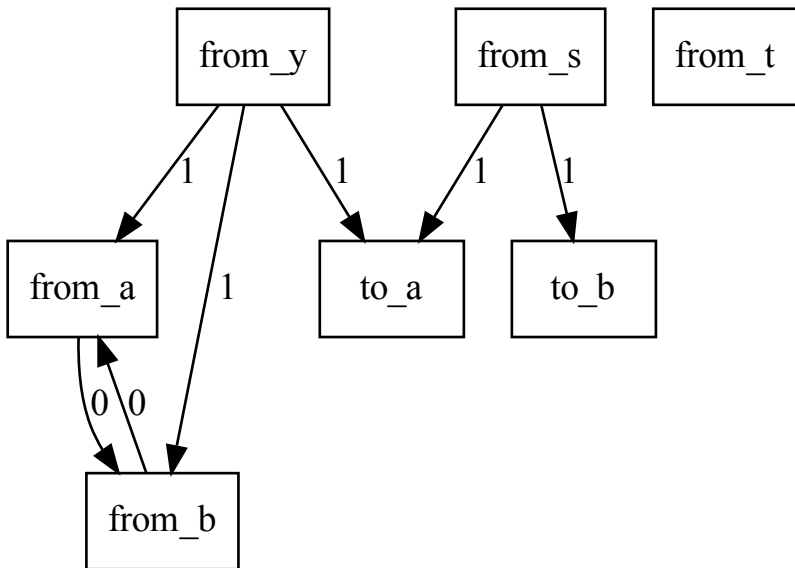 from_y
from_s
from_t
1
1
1
1
1
from_a
to_a
to_b
0
0
from_b